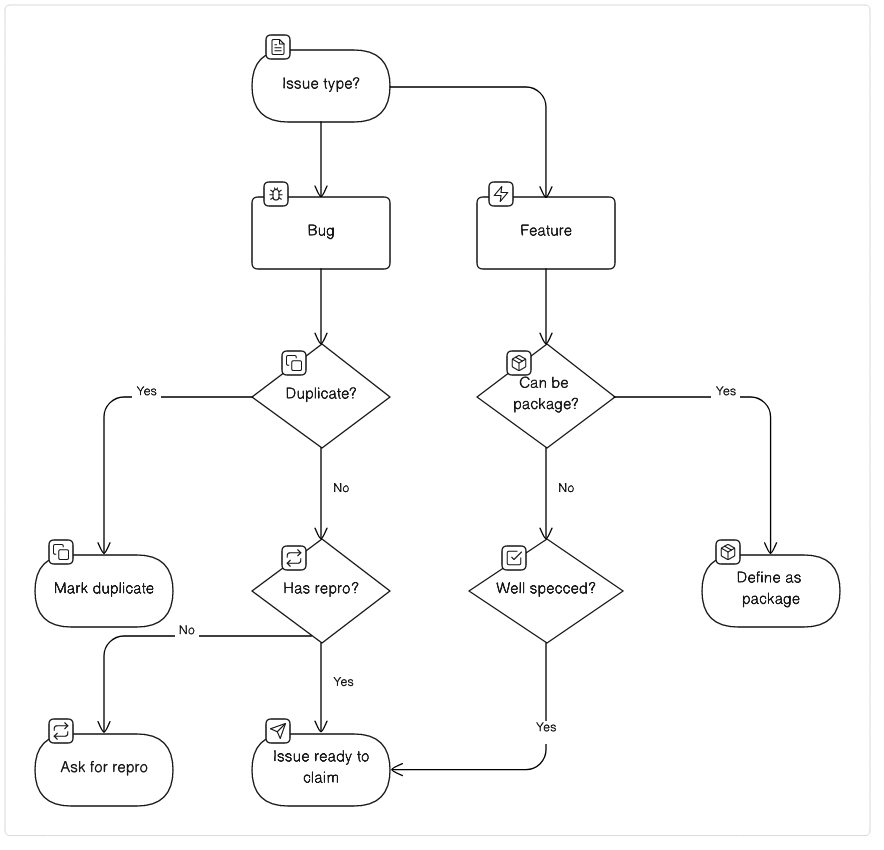 Issue type?
Bug
Feature
Duplicate?
Can be
package?
Yes
Yes
No
No
Mark duplicate
Has repro?
Well specced?
Define as
package
No
Yes
Yes
Ask for repro
Issue ready to
claim